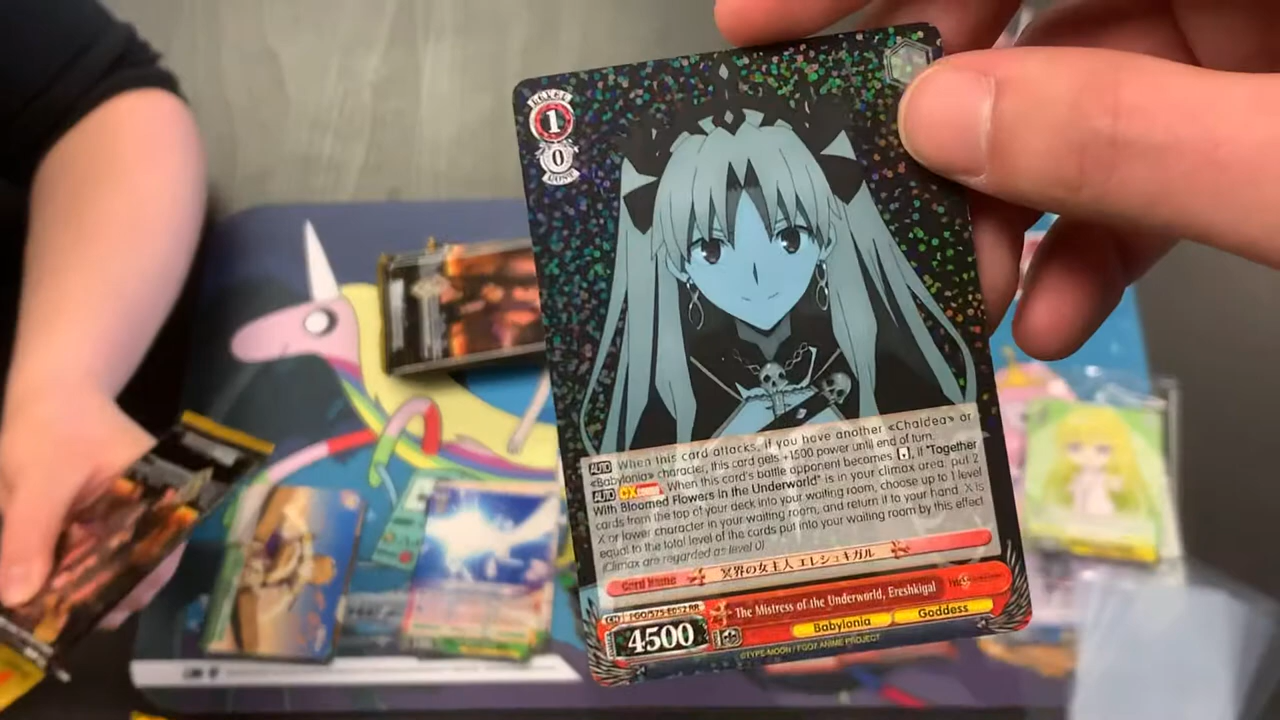 LEVEL
1
0
COST
AUTO When this card attacks, if you have another «Chaldea» or
«Babylonia» character, this card gets +1500 power until end of turn.
AUTO CX When this card's battle opponent becomes , if "Together
With Bloomed Flowers in the Underworld" is in your climax area, put 2
cards from the top of your deck into your waiting room, choose up to 1 level
X or lower character in your waiting room, and return it to your hand. X is
equal to the total level of the cards put into your waiting room by this effect
(Climax are regarded as level 0)
Card Name 冥界の女主人 エレシュキガル
CH FGO/S75-E052 RR
The Mistress of the Underworld, Ereshkigal
4500
Babylonia
Goddess
©TYPE-MOON / FGO7 ANIME PROJECT